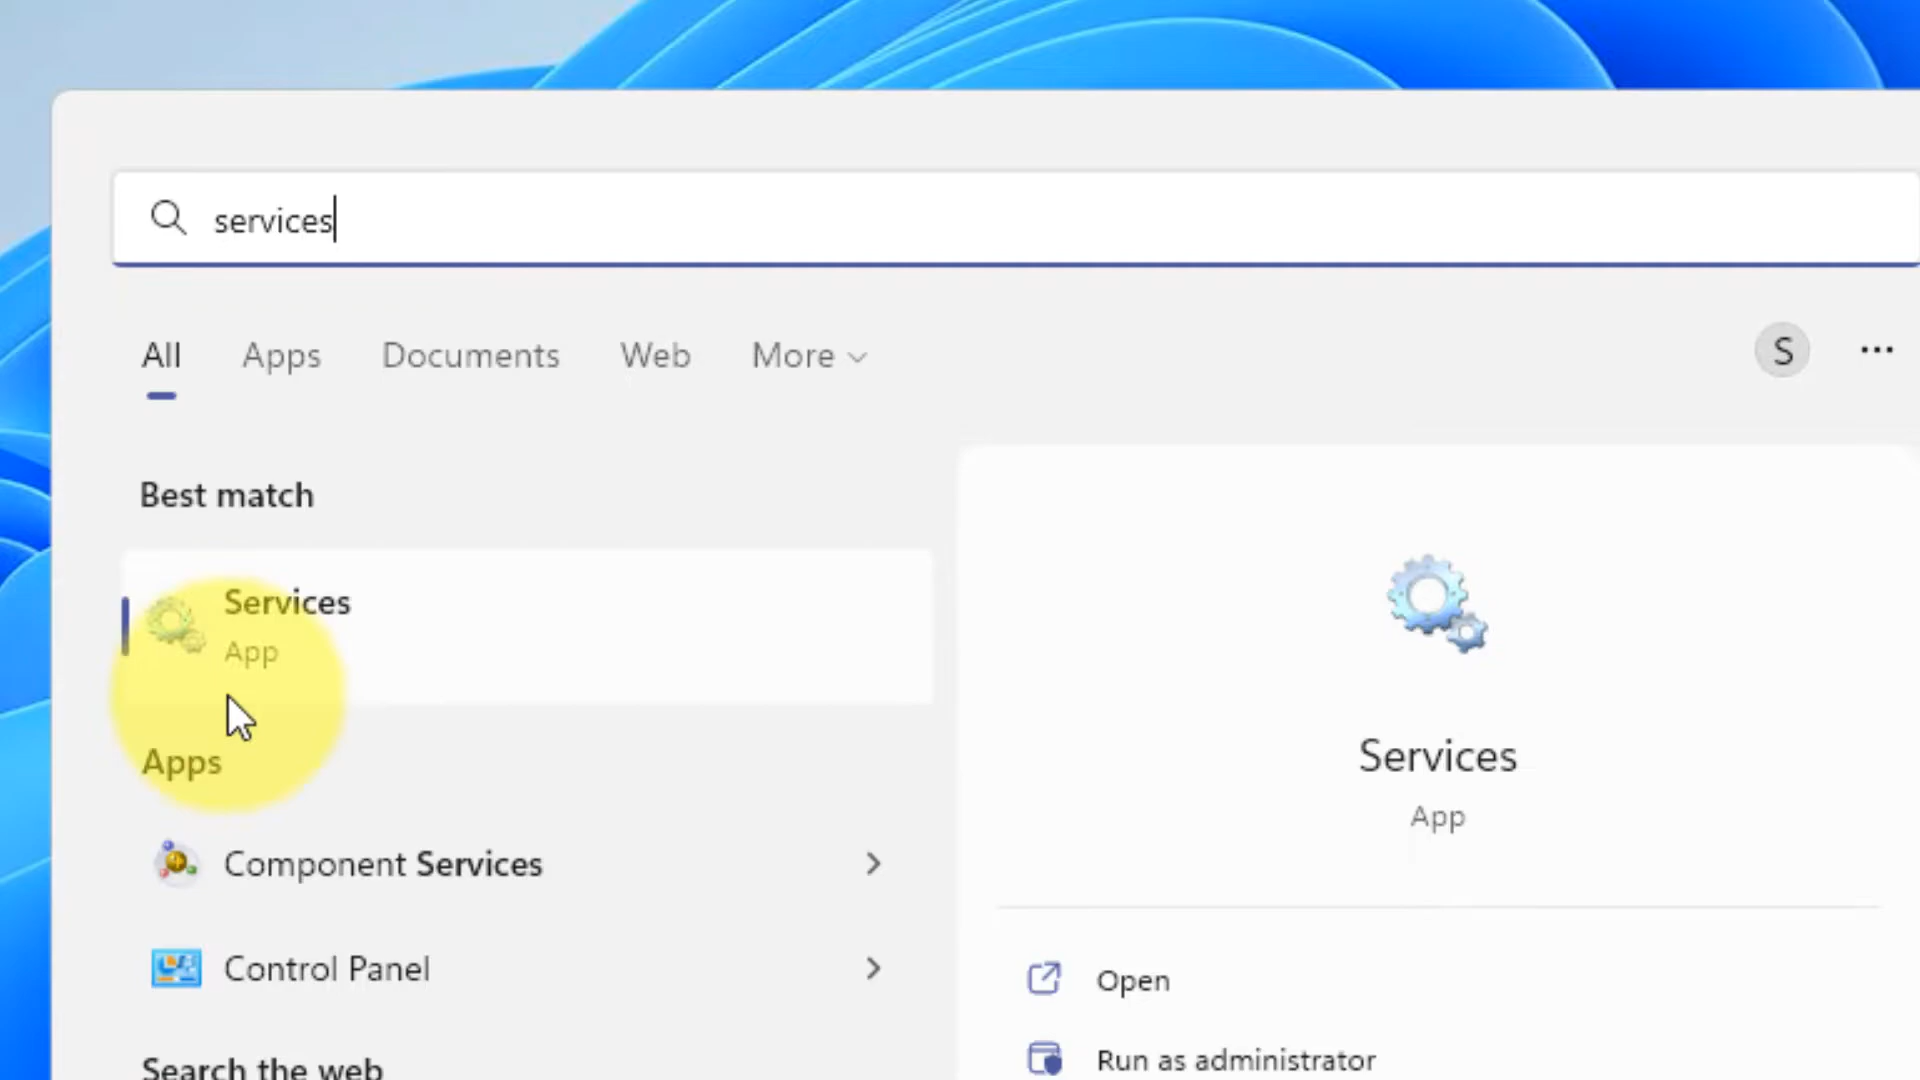 services
All Apps Documents Web More
S
Best match
Services
App
Apps
Component Services
Control Panel
Search the web
Services
App
Open
Run as administrator